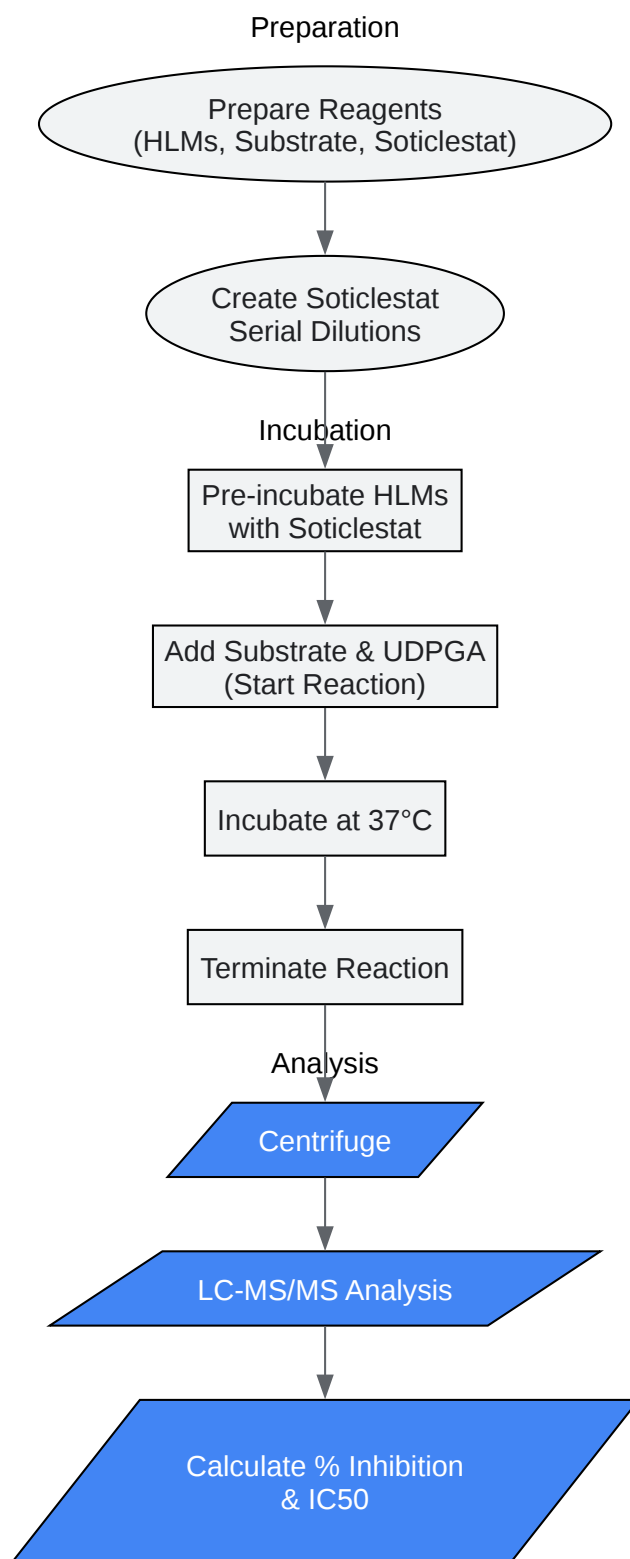 Preparation
Prepare Reagents
(HLMs, Substrate, Soticlestat)
Create Soticlestat
Serial Dilutions
Incubation
Pre-incubate HLMs
with Soticlestat
Add Substrate & UDPGA
(Start Reaction)
Incubate at 37°C
Terminate Reaction
Analysis
Centrifuge
LC-MS/MS Analysis
Calculate % Inhibition
& IC50